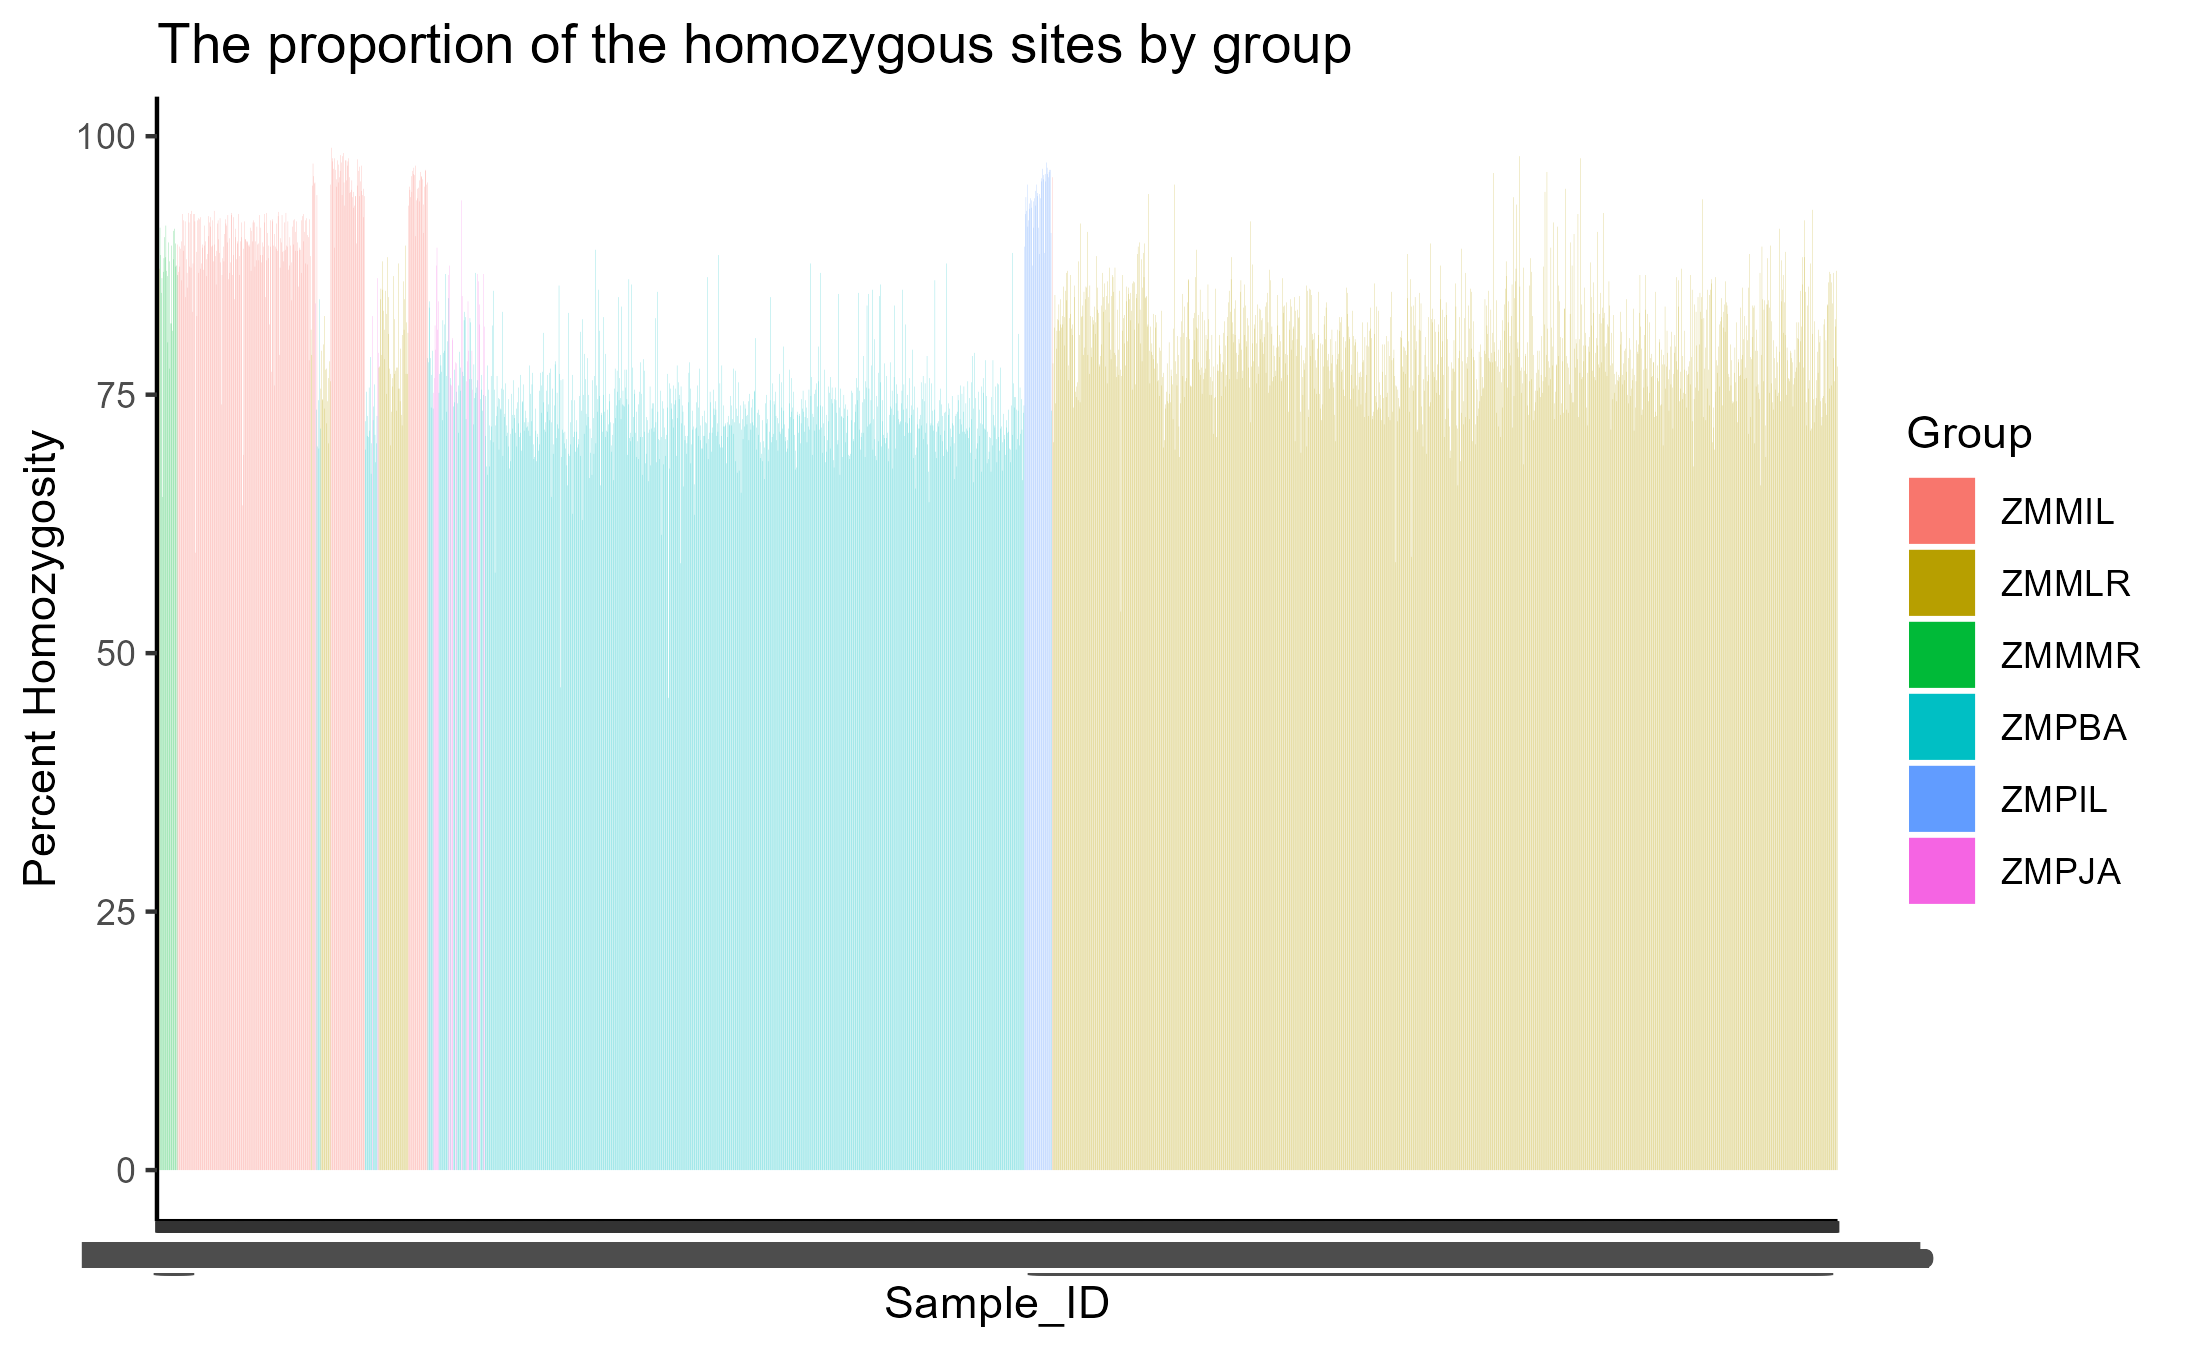 The proportion of the homozygous sites by group
100
75
50
25
0
Percent Homozygosity
Sample_ID
Group
ZMMIL
ZMMLR
ZMMMR
ZMPBA
ZMPIL
ZMPJA